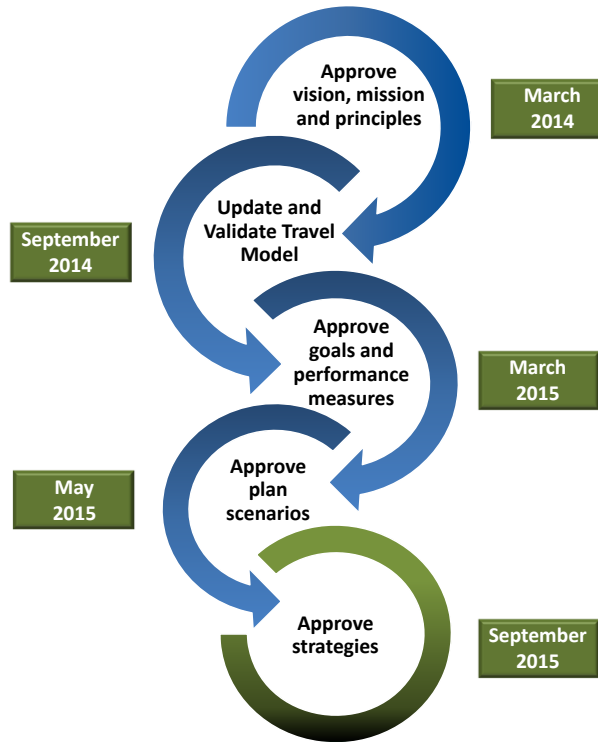 Approve
vision, mission
and principles
March
2014
Update and
Validate Travel
Model
September
2014
Approve
goals and
performance
measures
March
2015
Approve
plan
scenarios
May
2015
Approve
strategies
September
2015